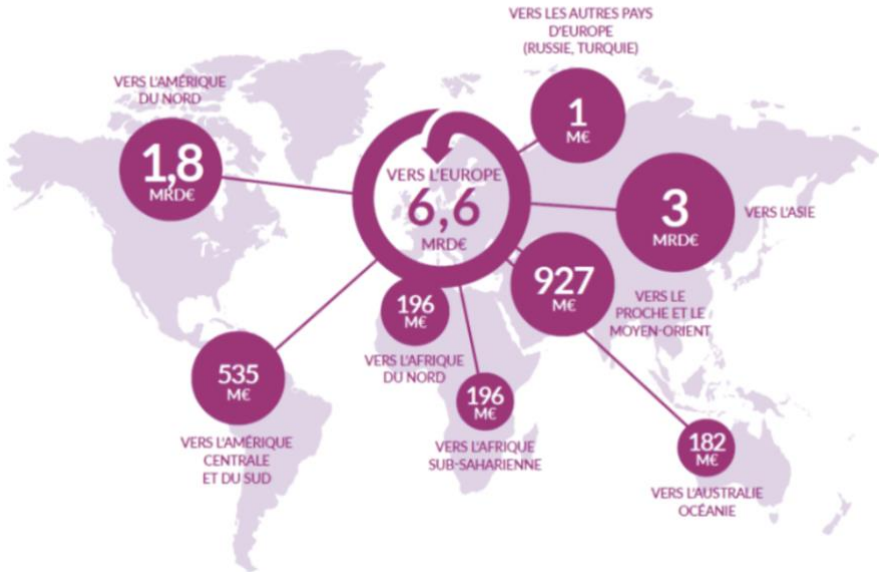 VERS LES AUTRES PAYS
D'EUROPE
(RUSSIE, TURQUIE)
1
M€
VERS L'AMÉRIQUE
DU NORD
1,8
MRD€
VERS L'EUROPE
6,6
MRD€
3
MRD€
VERS L'ASIE
927
M€
VERS LE
PROCHE ET LE
MOYEN-ORIENT
196
M€
VERS L'AFRIQUE
DU NORD
535
M€
VERS L'AMÉRIQUE
CENTRALE
ET DU SUD
196
M€
VERS L'AFRIQUE
SUB-SAHARIENNE
182
M€
VERS L'AUSTRALIE
OCÉANIE